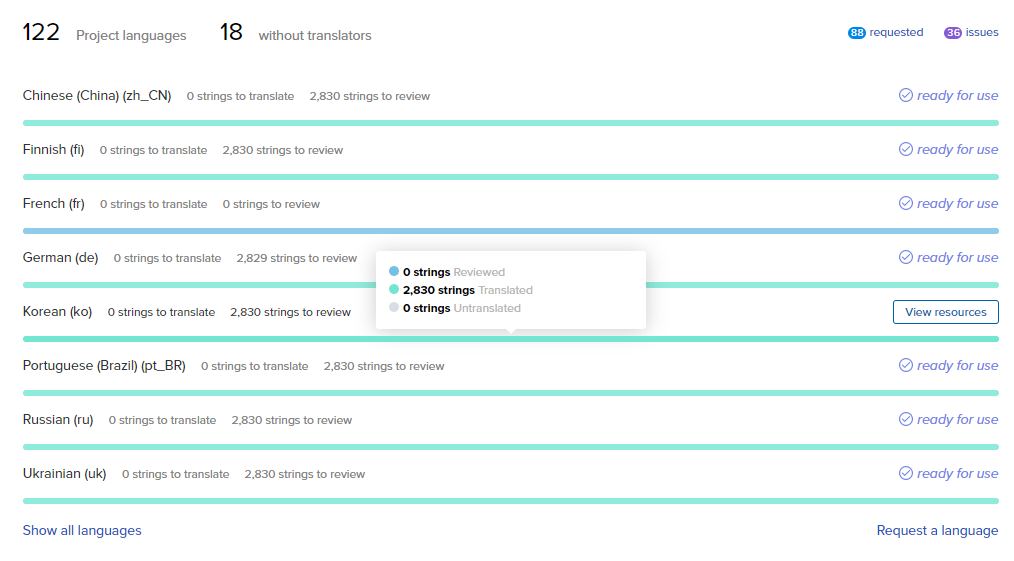 122 Project languages 18 without translators 88 requested 36 issues
Chinese (China) (zh_CN) 0 strings to translate 2,830 strings to review ready for use
Finnish (fi) 0 strings to translate 2,830 strings to review ready for use
French (fr) 0 strings to translate 0 strings to review ready for use
German (de) 0 strings to translate 2,829 strings to review ready for use
0 strings Reviewed
2,830 strings Translated
0 strings Untranslated
Korean (ko) 0 strings to translate 2,830 strings to review View resources
Portuguese (Brazil) (pt_BR) 0 strings to translate 2,830 strings to review ready for use
Russian (ru) 0 strings to translate 2,830 strings to review ready for use
Ukrainian (uk) 0 strings to translate 2,830 strings to review ready for use
Show all languages Request a language